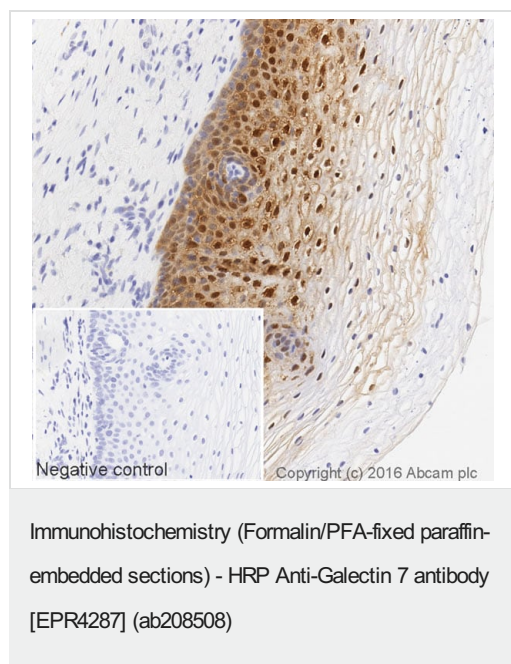 Negative control
Copyright (c) 2016 Abcam plc
Immunohistochemistry (Formalin/PFA-fixed paraffin-
embedded sections) - HRP Anti-Galectin 7 antibody
[EPR4287] (ab208508)